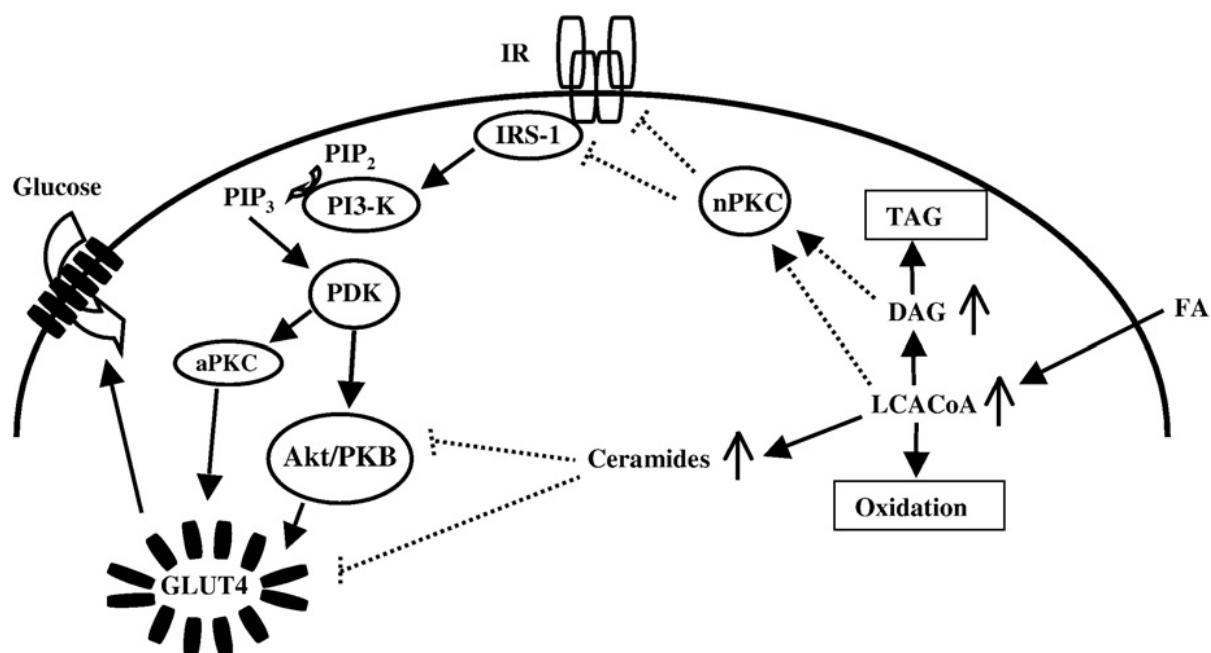 IR
IRS-1
PIP2
Glucose
PIP3
PI3-K
nPKC
TAG
PDK
DAG
FA
aPKC
LCACoA
Akt/PKB
Ceramides
Oxidation
GLUT4